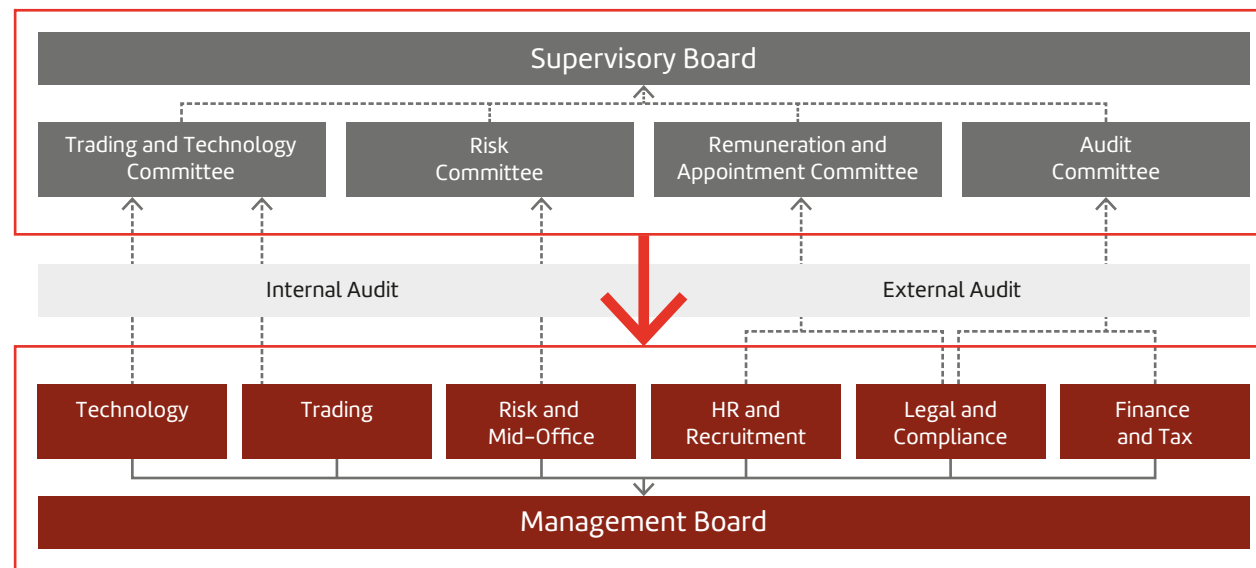 Supervisory Board
Trading and Technology
Committee
Risk
Committee
Remuneration and
Appointment Committee
Audit
Committee
Internal Audit
External Audit
Technology
Trading
Risk and
Mid-Office
HR and
Recruitment
Legal and
Compliance
Finance
and Tax
Management Board